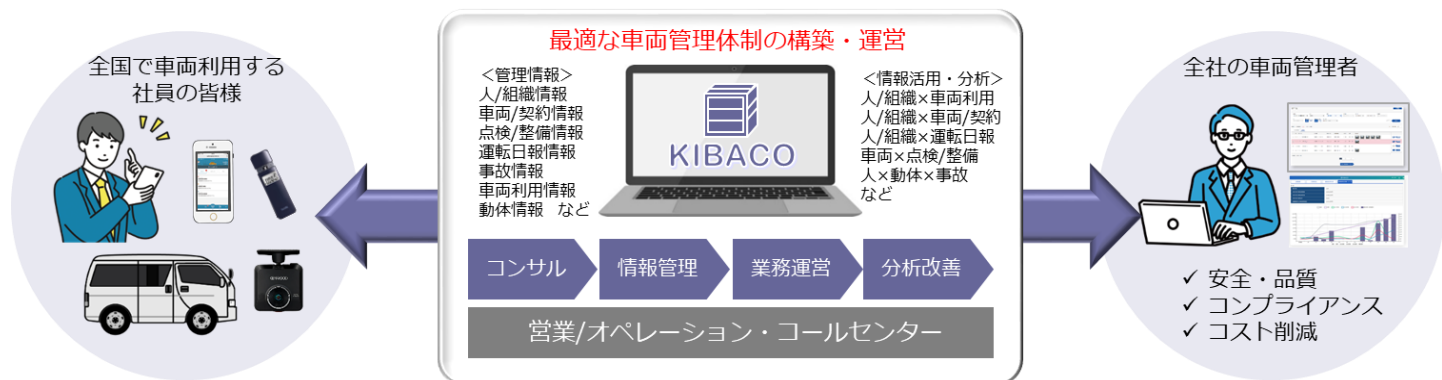 全国で車両利用する
社員の皆様
最適な車両管理体制の構築・運営
＜管理情報＞
人/組織情報
車両/契約情報
点検/整備情報
運転日報情報
事故情報
車両利用情報
動体情報　など
KIBACO
＜情報活用・分析＞
人/組織×車両利用
人/組織×車両/契約
人/組織×運転日報
車両×点検/整備
人×動体×事故
など
コンサル
情報管理
業務運営
分析改善
営業/オペレーション・コールセンター
全社の車両管理者
✓ 安全・品質
✓ コンプライアンス
✓ コスト削減